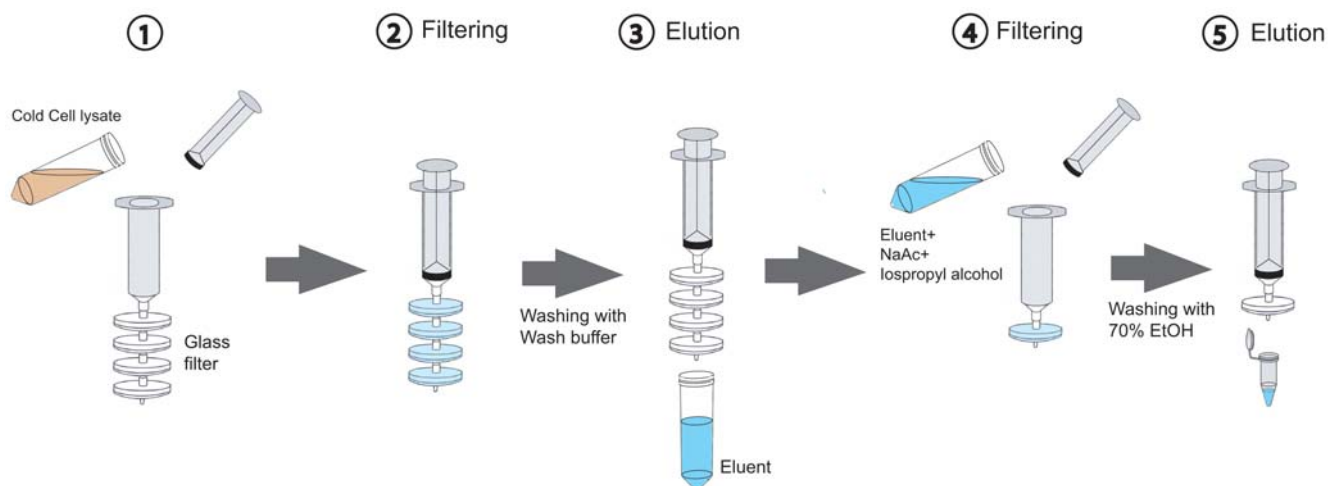 ①
② Filtering
③ Elution
④ Filtering
⑤ Elution
Cold Cell lysate
Glass
filter
Washing with
Wash buffer
Eluent
Eluent+
NaAc+
Iospropyl alcohol
Washing with
70% EtOH